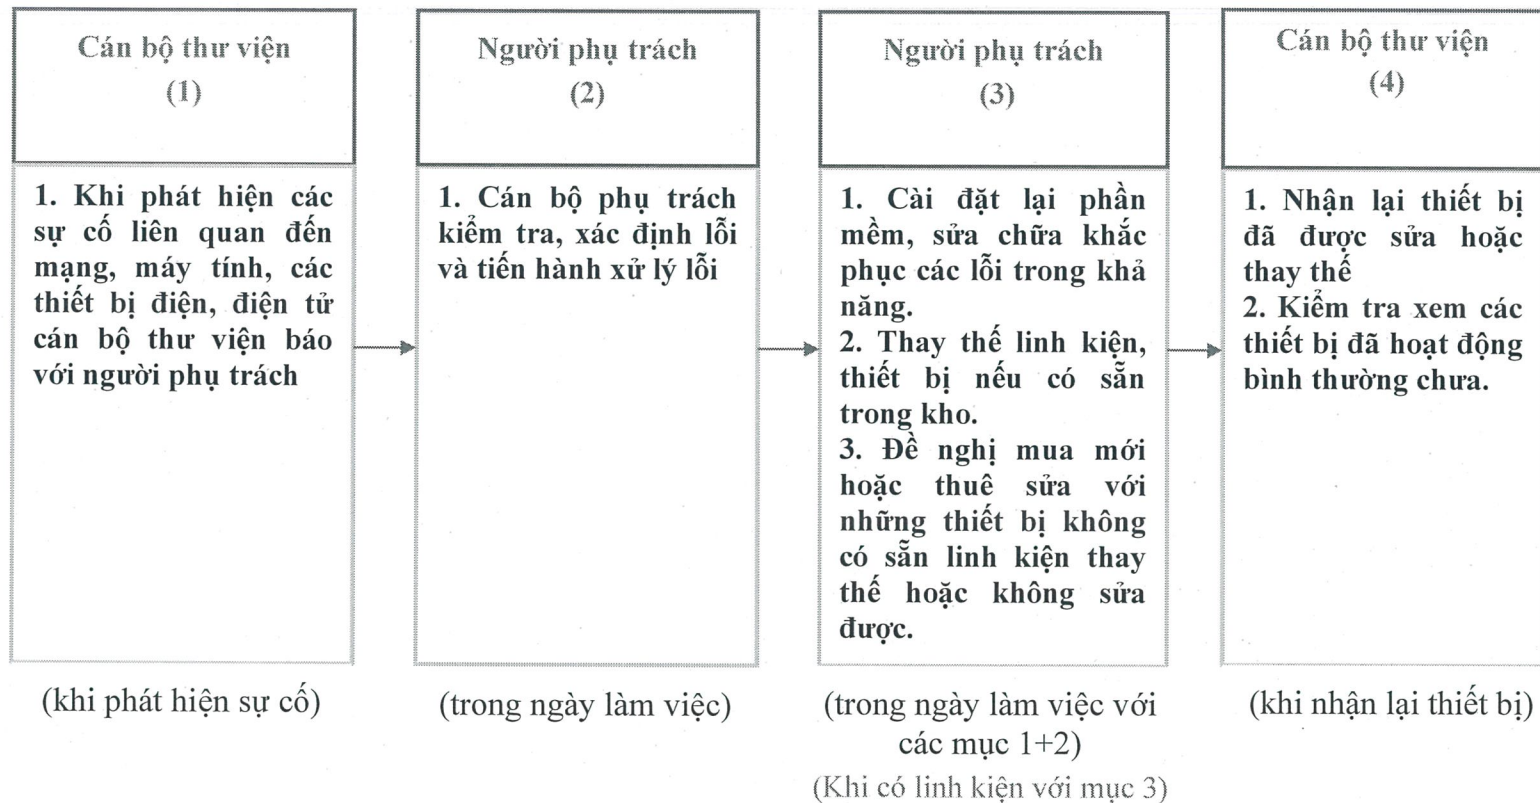 Cán bộ thư viện
(1)
1. Khi phát hiện các
sự cố liên quan đến
mạng, máy tính, các
thiết bị điện, điện tử
cán bộ thư viện báo
với người phụ trách
(khi phát hiện sự cố)
Người phụ trách
(2)
1. Cán bộ phụ trách
kiểm tra, xác định lỗi
và tiến hành xử lý lỗi
(trong ngày làm việc)
Người phụ trách
(3)
1. Cài đặt lại phần
mềm, sửa chữa khắc
phục các lỗi trong khả
năng.
2. Thay thế linh kiện,
thiết bị nếu có sẵn
trong kho.
3. Đề nghị mua mới
hoặc thuê sửa với
những thiết bị không
có sẵn linh kiện thay
thế hoặc không sửa
được.
(trong ngày làm việc với
các mục 1+2)
(Khi có linh kiện với mục 3)
Cán bộ thư viện
(4)
1. Nhận lại thiết bị
đã được sửa hoặc
thay thế
2. Kiểm tra xem các
thiết bị đã hoạt động
bình thường chưa.
(khi nhận lại thiết bị)